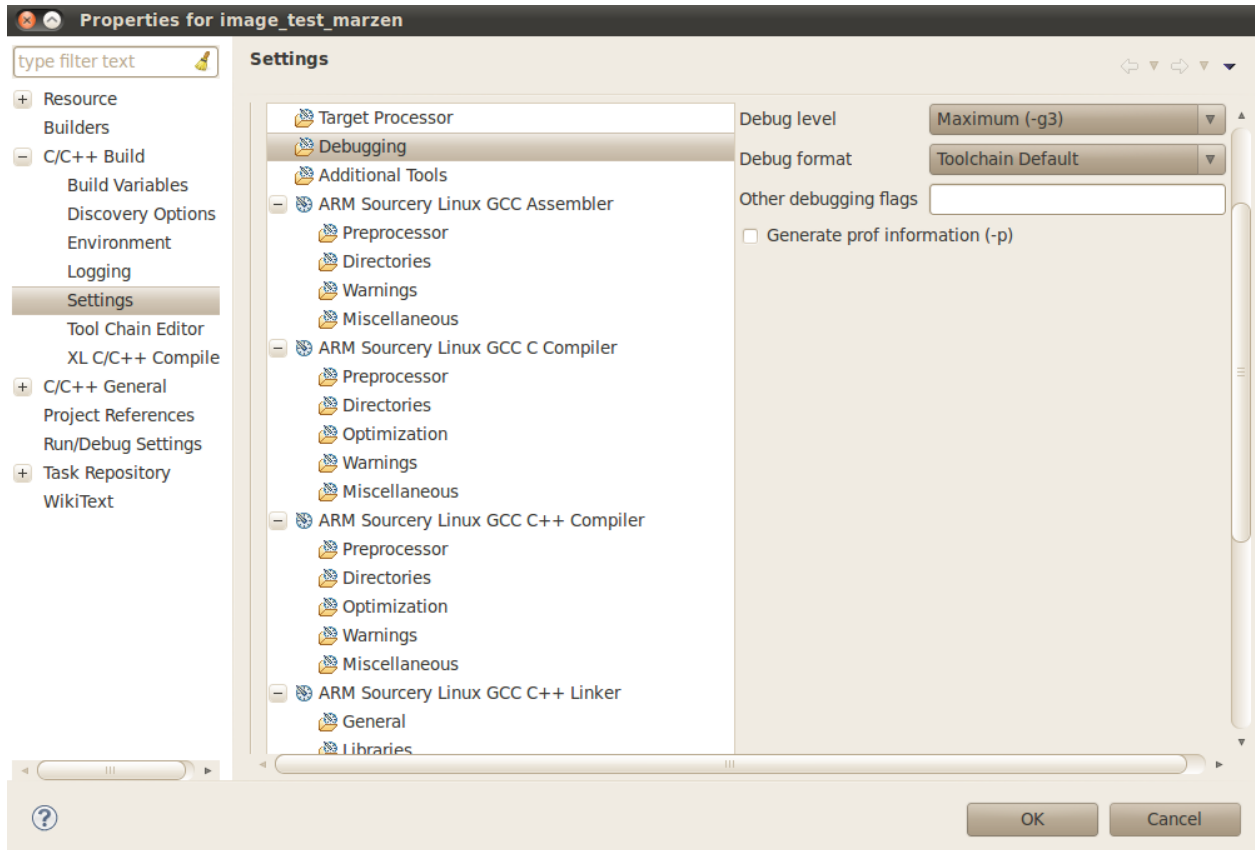 Properties for image_test_marzen
type filter text
Resource
Builders
C/C++ Build
Build Variables
Discovery Options
Environment
Logging
Settings
Tool Chain Editor
XL C/C++ Compile
C/C++ General
Project References
Run/Debug Settings
Task Repository
WikiText
Settings
Target Processor
Debugging
Additional Tools
ARM Sourcery Linux GCC Assembler
Preprocessor
Directories
Warnings
Miscellaneous
ARM Sourcery Linux GCC C Compiler
Preprocessor
Directories
Optimization
Warnings
Miscellaneous
ARM Sourcery Linux GCC C++ Compiler
Preprocessor
Directories
Optimization
Warnings
Miscellaneous
ARM Sourcery Linux GCC C++ Linker
General
Libraries
Debug level Maximum (-g3)
Debug format Toolchain Default
Other debugging flags
Generate prof information (-p)
OK Cancel